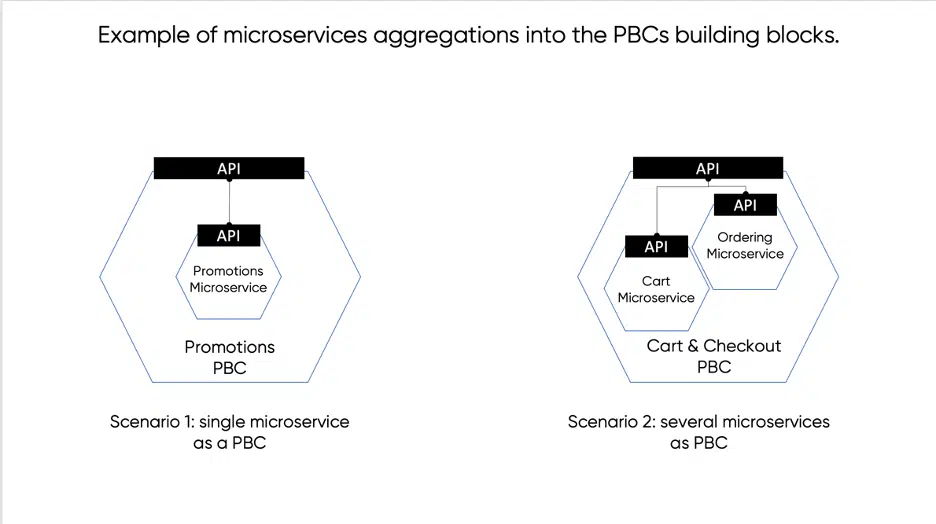 Example of microservices aggregations into the PBCs building blocks.
API
API
Promotions
Microservice
Promotions
PBC
Scenario 1: single microservice
as a PBC
API
API
Ordering
Microservice
API
Cart
Microservice
Cart & Checkout
PBC
Scenario 2: several microservices
as PBC